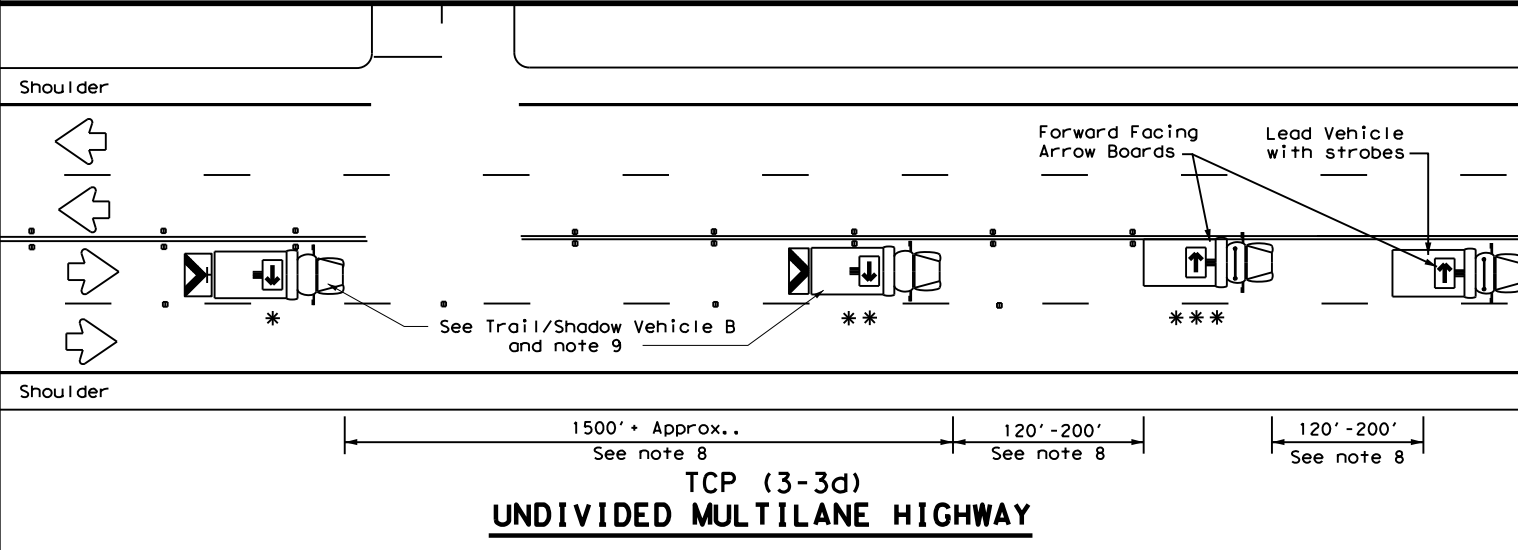 Shoulder
Forward Facing
Arrow Boards
Lead Vehicle
with strobes
*
**
***
See Trail/Shadow Vehicle B
and note 9
Shoulder
1500'+ Approx..
See note 8
120'-200'
See note 8
120'-200'
See note 8
TCP (3-3d)
UNDIVIDED MULTILANE HIGHWAY